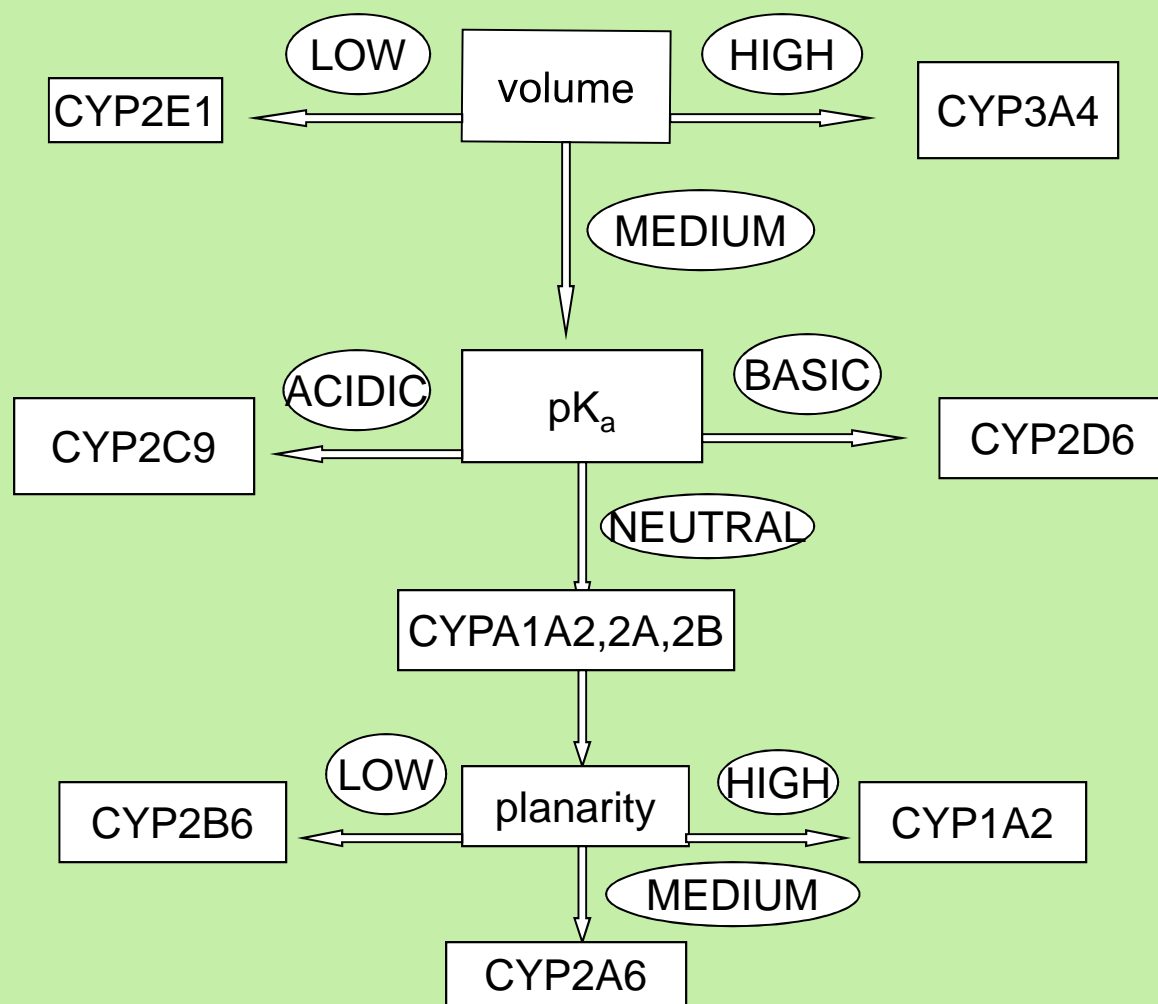 LOW
volume
HIGH
CYP2E1
CYP3A4
MEDIUM
ACIDIC
pKₐ
BASIC
CYP2C9
CYP2D6
NEUTRAL
CYPA1A2,2A,2B
LOW
planarity
HIGH
CYP2B6
CYP1A2
MEDIUM
CYP2A6